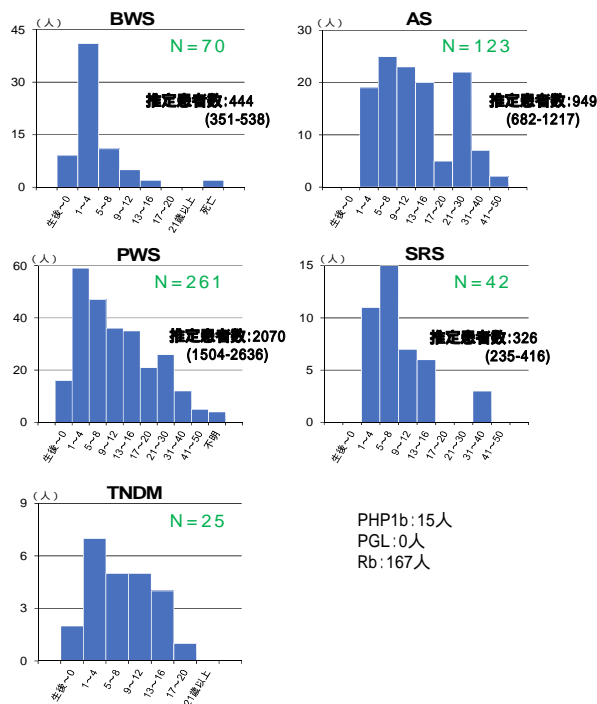 BWS
（人）
45
30
15
0
N=70
推定患者数:444
(351-538)
生後～0
1～4
5～8
9～12
13～16
17～20
21歳以上
死亡
AS
（人）
30
20
10
0
N=123
推定患者数:949
(682-1217)
生後～0
1～4
5～8
9～12
13～16
17～20
21～30
31～40
41～50
PWS
（人）
60
40
20
0
N=261
推定患者数:2070
(1504-2636)
生後～0
1～4
5～8
9～12
13～16
17～20
21～30
31～40
41～50
不明
SRS
（人）
15
10
5
0
N=42
推定患者数:326
(235-416)
生後～0
1～4
5～8
9～12
13～16
17～20
21～30
31～40
41～50
TNDM
（人）
9
6
3
0
N=25
生後～0
1～4
5～8
9～12
13～16
17～20
21歳以上
PHP1b:15人
PGL:0人
Rb:167人